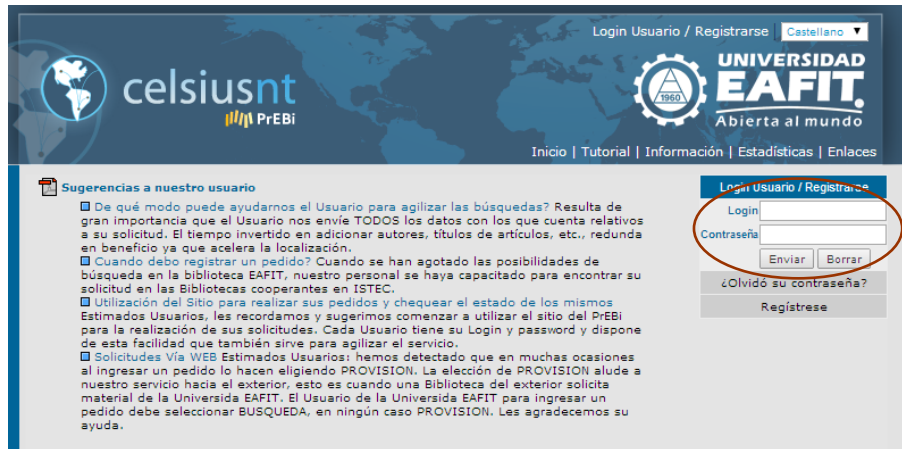 Login Usuario / Registrarse
Castellano
celsiusnt
PrEBi
1960
UNIVERSIDAD
EAFIT
Abierta al mundo
Inicio | Tutorial | Información | Estadísticas | Enlaces
Sugerencias a nuestro usuario
De qué modo puede ayudarnos el Usuario para agilizar las búsquedas? Resulta de
gran importancia que el Usuario nos envíe TODOS los datos con los que cuenta relativos
a su solicitud. El tiempo invertido en adicionar autores, títulos de artículos, etc., redunda
en beneficio ya que acelera la localización.
Cuando debo registrar un pedido? Cuando se han agotado las posibilidades de
búsqueda en la biblioteca EAFIT, nuestro personal se haya capacitado para encontrar su
solicitud en las Bibliotecas cooperantes en ISTEC.
Utilización del Sitio para realizar sus pedidos y chequear el estado de los mismos
Estimados Usuarios, les recordamos y sugerimos comenzar a utilizar el sitio del PrEBi
para la realización de sus solicitudes. Cada Usuario tiene su Login y password y dispone
de esta facilidad que también sirve para agilizar el servicio.
Solicitudes Vía WEB Estimados Usuarios: hemos detectado que en muchas ocasiones
al ingresar un pedido lo hacen eligiendo PROVISION. La elección de PROVISION alude a
nuestro servicio hacia el exterior, esto es cuando una Biblioteca del exterior solicita
material de la Universida EAFIT. El Usuario de la Universida EAFIT para ingresar un
pedido debe seleccionar BUSQUEDA, en ningún caso PROVISION. Les agradecemos su
ayuda.
Login Usuario / Registrarse
Login
Contraseña
Enviar Borrar
¿Olvidó su contraseña?
Regístrese